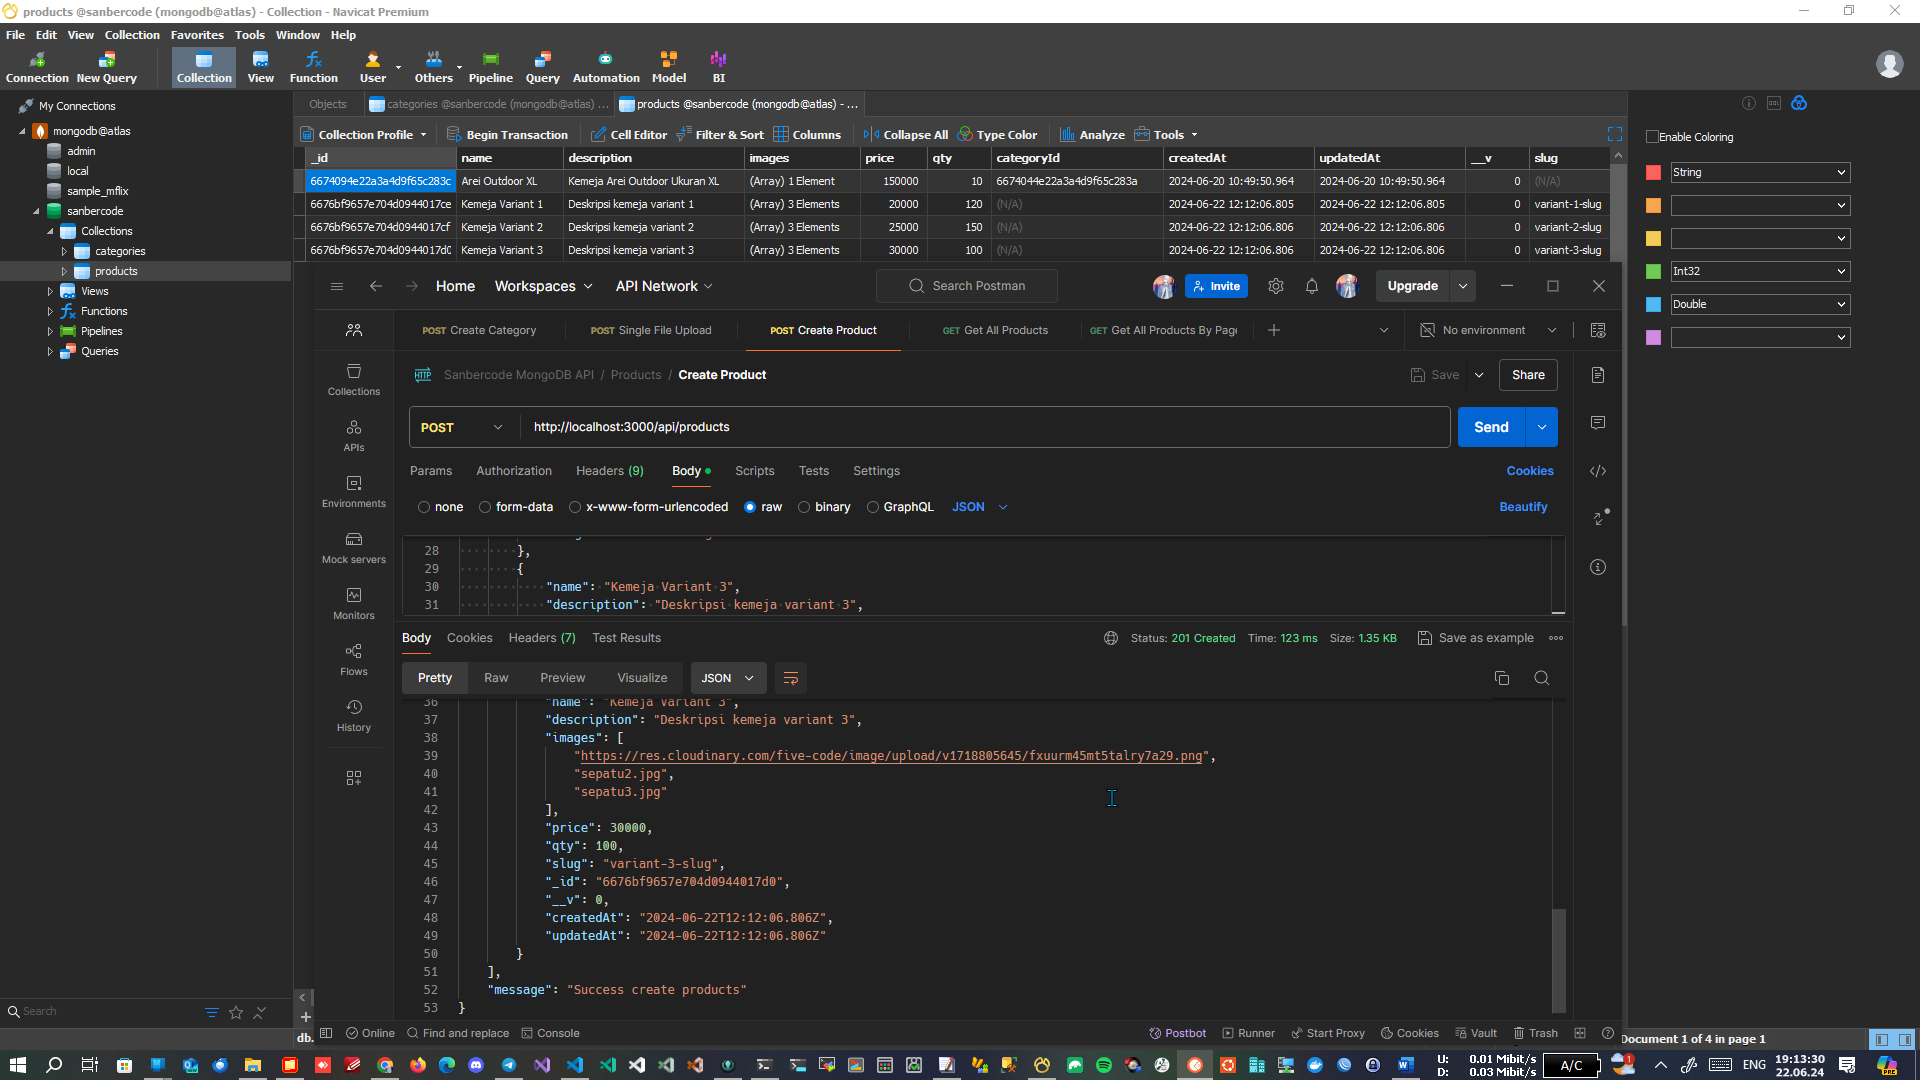 products @sanbercode (mongodb@atlas) - Collection - Navicat Premium
File Edit View Collection Favorites Tools Window Help
Connection New Query Collection View Function User Others Pipeline Query Automation Model BI
My Connections
mongodb@atlas
admin
local
sample_mflix
sanbercode
Collections
categories
products
Views
Functions
Pipelines
Queries
Search
Objects categories @sanbercode (mongodb@atlas) ... products @sanbercode (mongodb@atlas) - ...
Collection Profile Begin Transaction Cell Editor Filter & Sort Columns Collapse All Type Color Analyze Tools
_id name description images price qty categoryId createdAt updatedAt __v slug
6674094e22a3a4d9f65c283c Arei Outdoor XL Kemeja Arei Outdoor Ukuran XL (Array) 1 Element 150000 10 6674044e22a3a4d9f65c283a 2024-06-20 10:49:50.964 2024-06-20 10:49:50.964 0 (N/A)
6676bf9657e704d0944017ce Kemeja Variant 1 Deskripsi kemeja variant 1 (Array) 3 Elements 20000 120 (N/A) 2024-06-22 12:12:06.805 2024-06-22 12:12:06.805 0 variant-1-slug
6676bf9657e704d0944017cf Kemeja Variant 2 Deskripsi kemeja variant 2 (Array) 3 Elements 25000 150 (N/A) 2024-06-22 12:12:06.806 2024-06-22 12:12:06.806 0 variant-2-slug
6676bf9657e704d0944017d0 Kemeja Variant 3 Deskripsi kemeja variant 3 (Array) 3 Elements 30000 100 (N/A) 2024-06-22 12:12:06.806 2024-06-22 12:12:06.806 0 variant-3-slug
Enable Coloring
String
Int32
Double
Home Workspaces API Network Search Postman Invite Upgrade
POST Create Category POST Single File Upload POST Create Product GET Get All Products GET Get All Products By Page No environment
Collections
APIs
Environments
Mock servers
Monitors
Flows
History
Sanbercode MongoDB API / Products / Create Product Save Share
POST http://localhost:3000/api/products Send
Params Authorization Headers (9) Body Scripts Tests Settings Cookies
none form-data x-www-form-urlencoded raw binary GraphQL JSON Beautify
28 },
29 {
30 "name": "Kemeja Variant 3",
31 "description": "Deskripsi kemeja variant 3",
Body Cookies Headers (7) Test Results Status: 201 Created Time: 123 ms Size: 1.35 KB Save as example
Pretty Raw Preview Visualize JSON
36 "name": "Kemeja Variant 3",
37 "description": "Deskripsi kemeja variant 3",
38 "images": [
39 "https://res.cloudinary.com/five-code/image/upload/v1718805645/fxuurm45mt5talry7a29.png",
40 "sepatu2.jpg",
41 "sepatu3.jpg"
42 ],
43 "price": 30000,
44 "qty": 100,
45 "slug": "variant-3-slug",
46 "_id": "6676bf9657e704d0944017d0",
47 "__v": 0,
48 "createdAt": "2024-06-22T12:12:06.806Z",
49 "updatedAt": "2024-06-22T12:12:06.806Z"
50 }
51 ],
52 "message": "Success create products"
53 }
Online Find and replace Console Postbot Runner Start Proxy Cookies Vault Trash
db. Document 1 of 4 in page 1
U: 0.01 Mibit/s
D: 0.03 Mibit/s
A/C
1
ENG
19:13:30
22.06.24